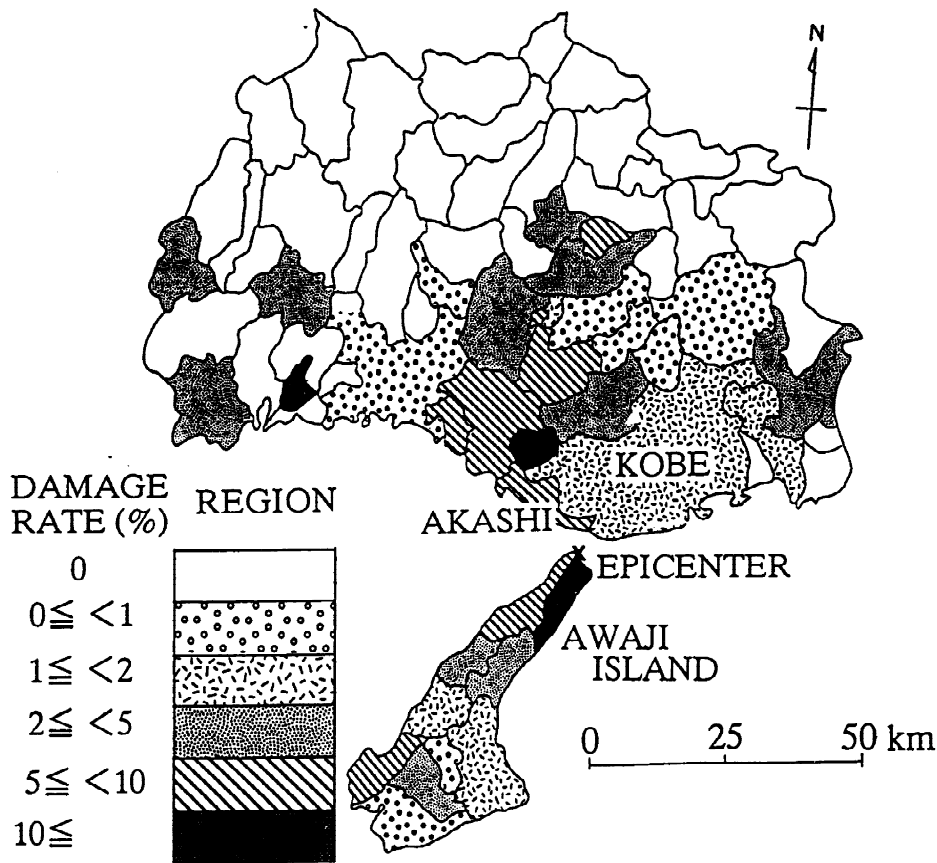 N
KOBE
AKASHI
EPICENTER
AWAJI
ISLAND
DAMAGE
RATE (%)
REGION
0
0≦ <1
1≦ <2
2≦ <5
5≦ <10
10≦
0 25 50 km